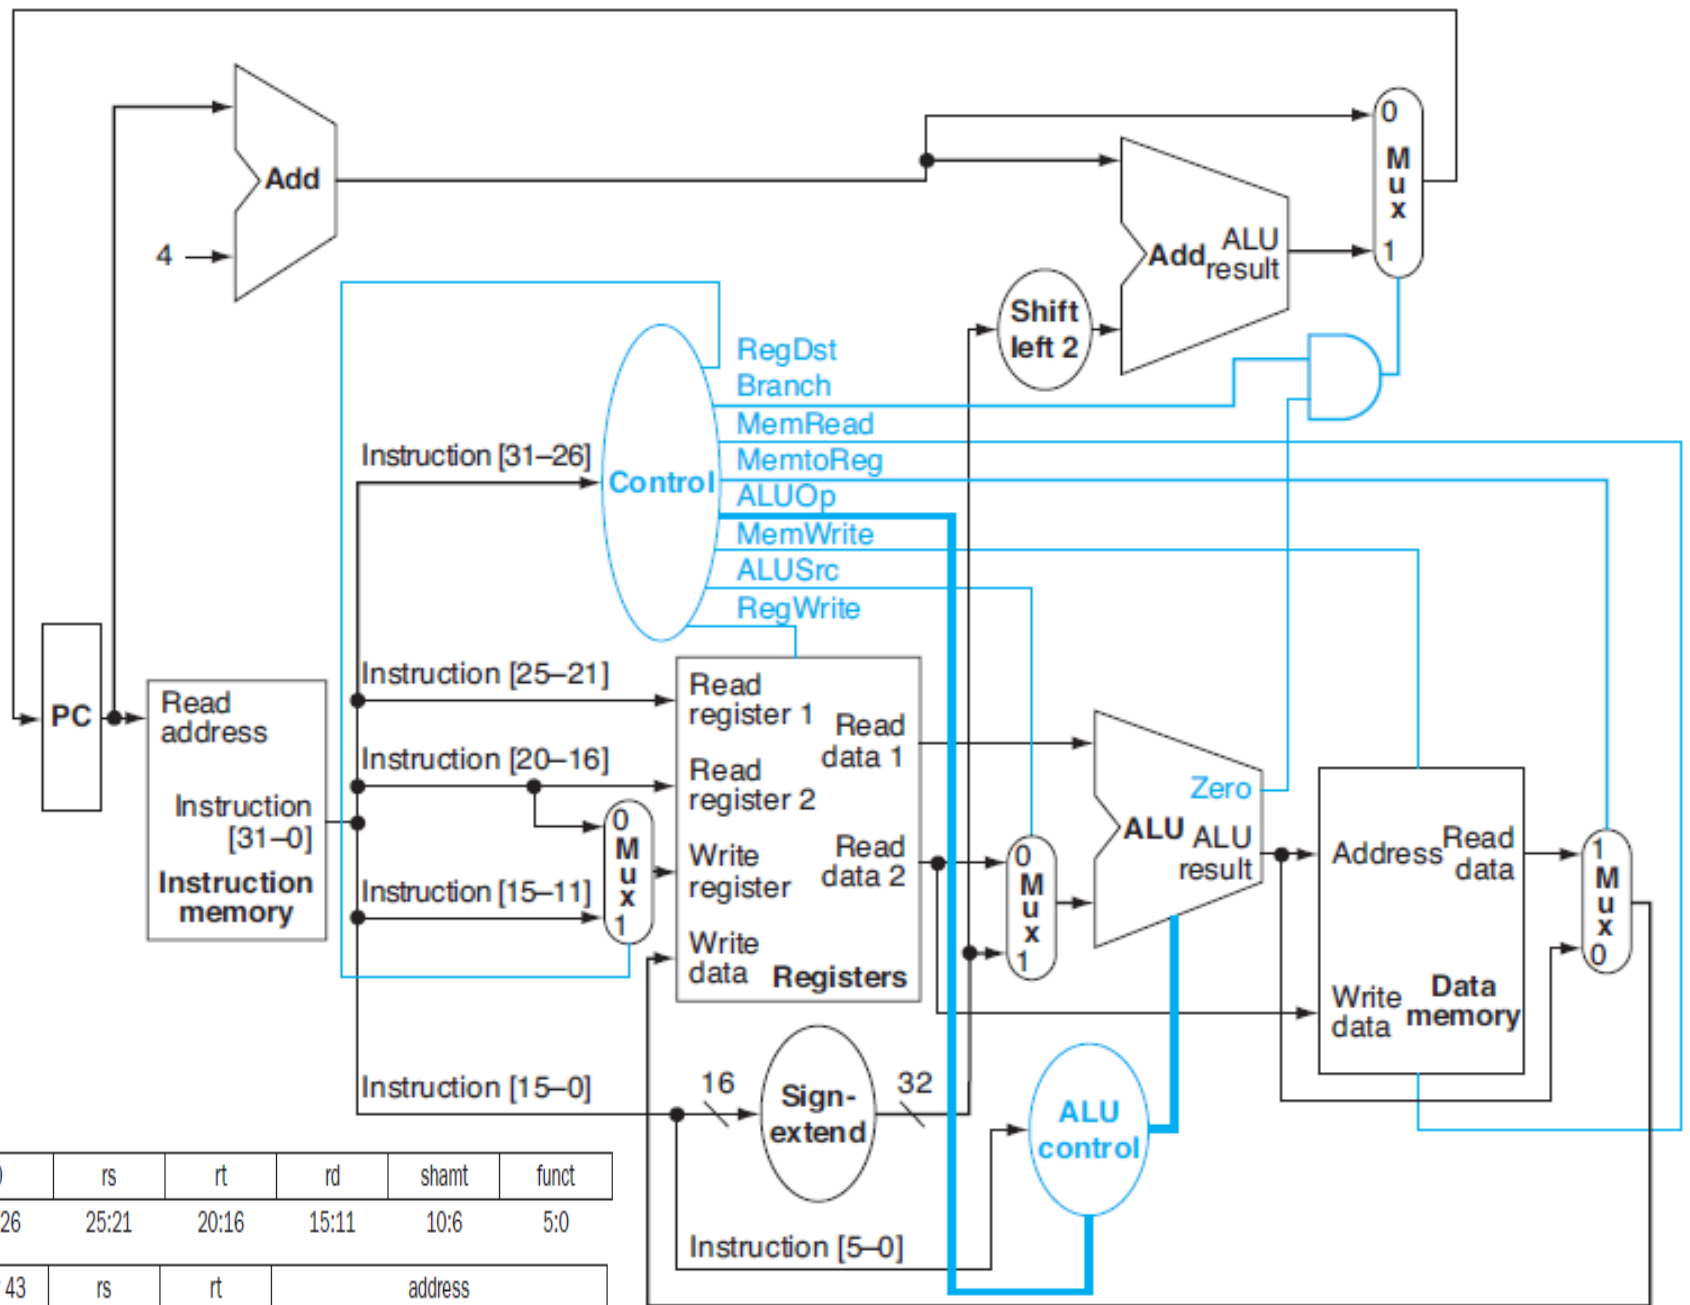 Add
4
0
M
u
x
1
Add
ALU
result
Shift
left 2
RegDst
Branch
MemRead
MemtoReg
ALUOp
MemWrite
ALUSrc
RegWrite
Control
Instruction [31–26]
Instruction [25–21]
Instruction [20–16]
Instruction [15–11]
Instruction [15–0]
Instruction [5–0]
PC
Read
address
Instruction
[31–0]
Instruction
memory
0
M
u
x
1
Read
register 1
Read
register 2
Write
register
Write
data
Read
data 1
Read
data 2
Registers
0
M
u
x
1
Zero
ALU
ALU
result
Address
Read
data
Write
data
Data
memory
1
M
u
x
0
16
Sign-
extend
32
ALU
control
rs rt rd shamt funct
26 25:21 20:16 15:11 10:6 5:0
43 rs rt address